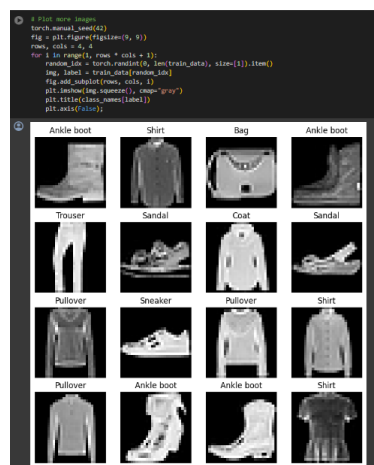 # Plot more images
torch.manual_seed(42)
fig = plt.figure(figsize=(9, 9))
rows, cols = 4, 4
for i in range(1, rows * cols + 1):
random_idx = torch.randint(0, len(train_data), size=[1]).item()
img, label = train_data[random_idx]
fig.add_subplot(rows, cols, i)
plt.imshow(img.squeeze(), cmap="gray")
plt.title(class_names[label])
plt.axis(False);
Ankle boot Shirt Bag Ankle boot
Trouser Sandal Coat Sandal
Pullover Sneaker Pullover Shirt
Pullover Ankle boot Ankle boot Shirt